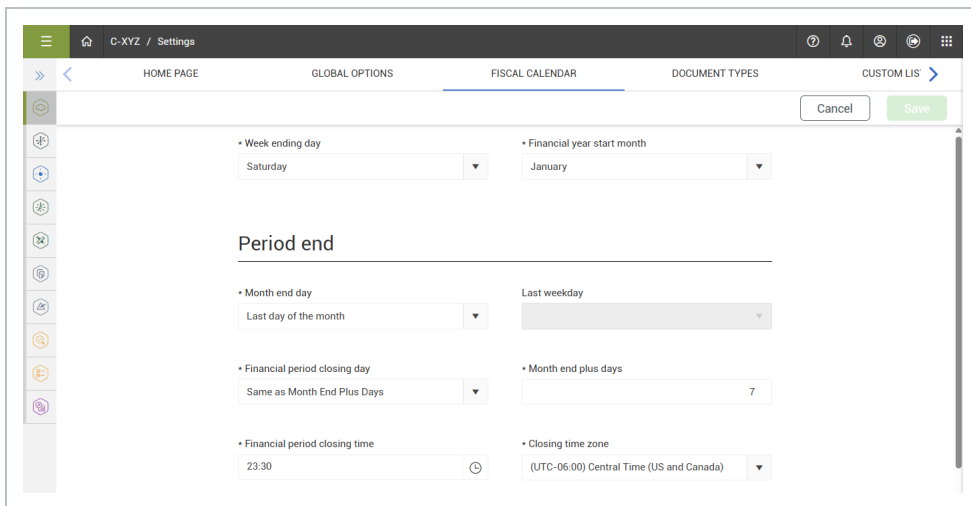 C-XYZ / Settings
HOME PAGE GLOBAL OPTIONS FISCAL CALENDAR DOCUMENT TYPES CUSTOM LIS
Cancel Save
* Week ending day * Financial year start month
Saturday January
Period end
* Month end day Last weekday
Last day of the month
* Financial period closing day * Month end plus days
Same as Month End Plus Days 7
* Financial period closing time * Closing time zone
23:30 (UTC-06:00) Central Time (US and Canada)